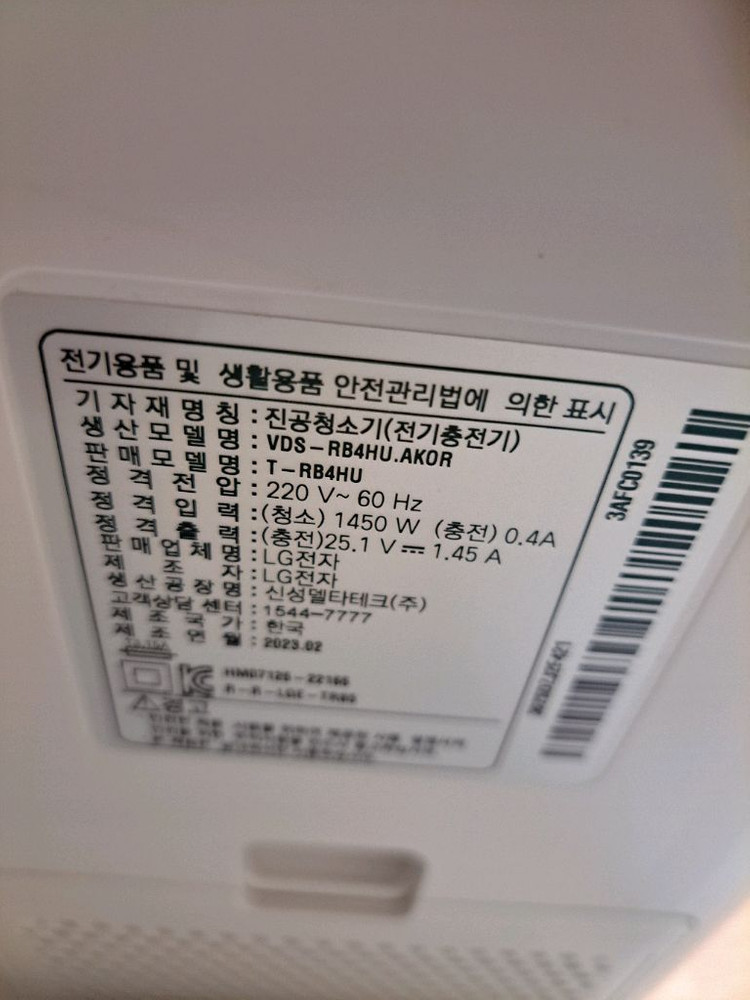 전기용품 및 생활용품 안전관리법에 의한 표시
기 자 재 명 칭 : 진공청소기(전기충전기)
생 산 모 델 명 : VDS-RB4HU.AKOR
판 매 모 델 명 : T-RB4HU
정 격 전 압 : 220 V~ 60 Hz
정 격 입 력 : (청소) 1450 W (충전) 0.4A
정 격 출 력 : (충전)25.1 V⎓ 1.45 A
판 매 업 체 명 : LG전자
제 조 자 : LG전자
생 산 공 장 명 : 신성델타테크(주)
고객상담 센터 : 1544-7777
제 조 국 가 : 한국
제 조 연 월 : 2023.02
경고
3AFC0139